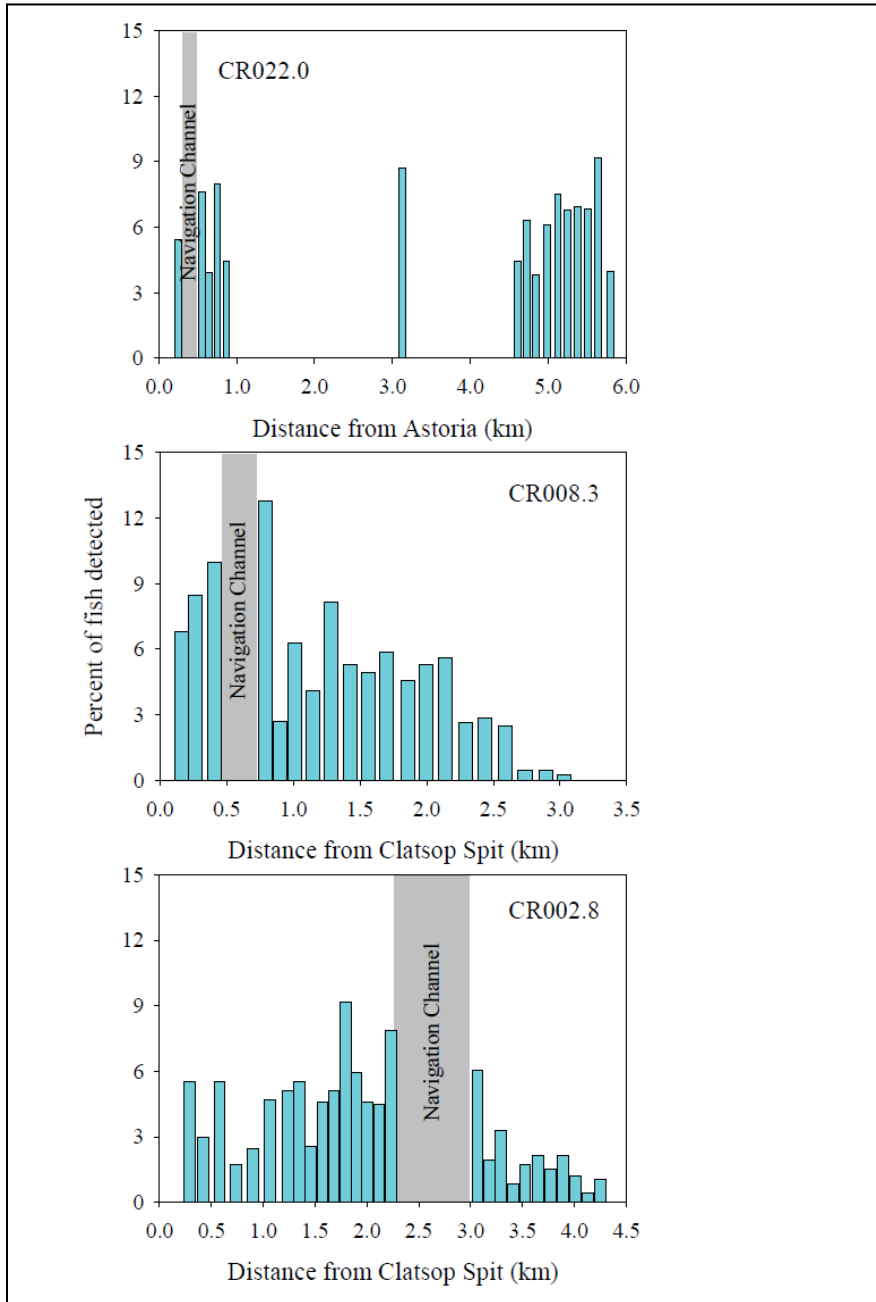 15
12
9
6
3
0
CR022.0
Navigation Channel
0.0 1.0 2.0 3.0 4.0 5.0 6.0
Distance from Astoria (km)
Percent of fish detected
15
12
9
6
3
0
CR008.3
Navigation Channel
0.0 0.5 1.0 1.5 2.0 2.5 3.0 3.5
Distance from Clatsop Spit (km)
15
12
9
6
3
0
CR002.8
Navigation Channel
0.0 0.5 1.0 1.5 2.0 2.5 3.0 3.5 4.0 4.5
Distance from Clatsop Spit (km)